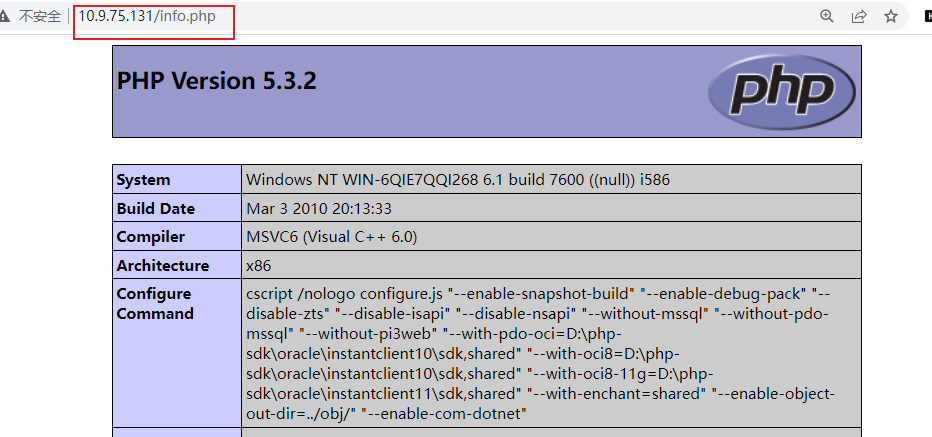 不安全 10.9.75.131/info.php
PHP Version 5.3.2
php
System Windows NT WIN-6QIE7QQI268 6.1 build 7600 ((null)) i586
Build Date Mar 3 2010 20:13:33
Compiler MSVC6 (Visual C++ 6.0)
Architecture x86
Configure cscript /nologo configure.js "--enable-snapshot-build" "--enable-debug-pack" "--
Command disable-zts" "--disable-isapi" "--disable-nsapi" "--without-mssql" "--without-pdo-
mssql" "--without-pi3web" "--with-pdo-oci=D:\php-
sdk\oracle\instantclient10\sdk,shared" "--with-oci8=D:\php-
sdk\oracle\instantclient10\sdk,shared" "--with-oci8-11g=D:\php-
sdk\oracle\instantclient11\sdk,shared" "--with-enchant=shared" "--enable-object-
out-dir=../obj/" "--enable-com-dotnet"